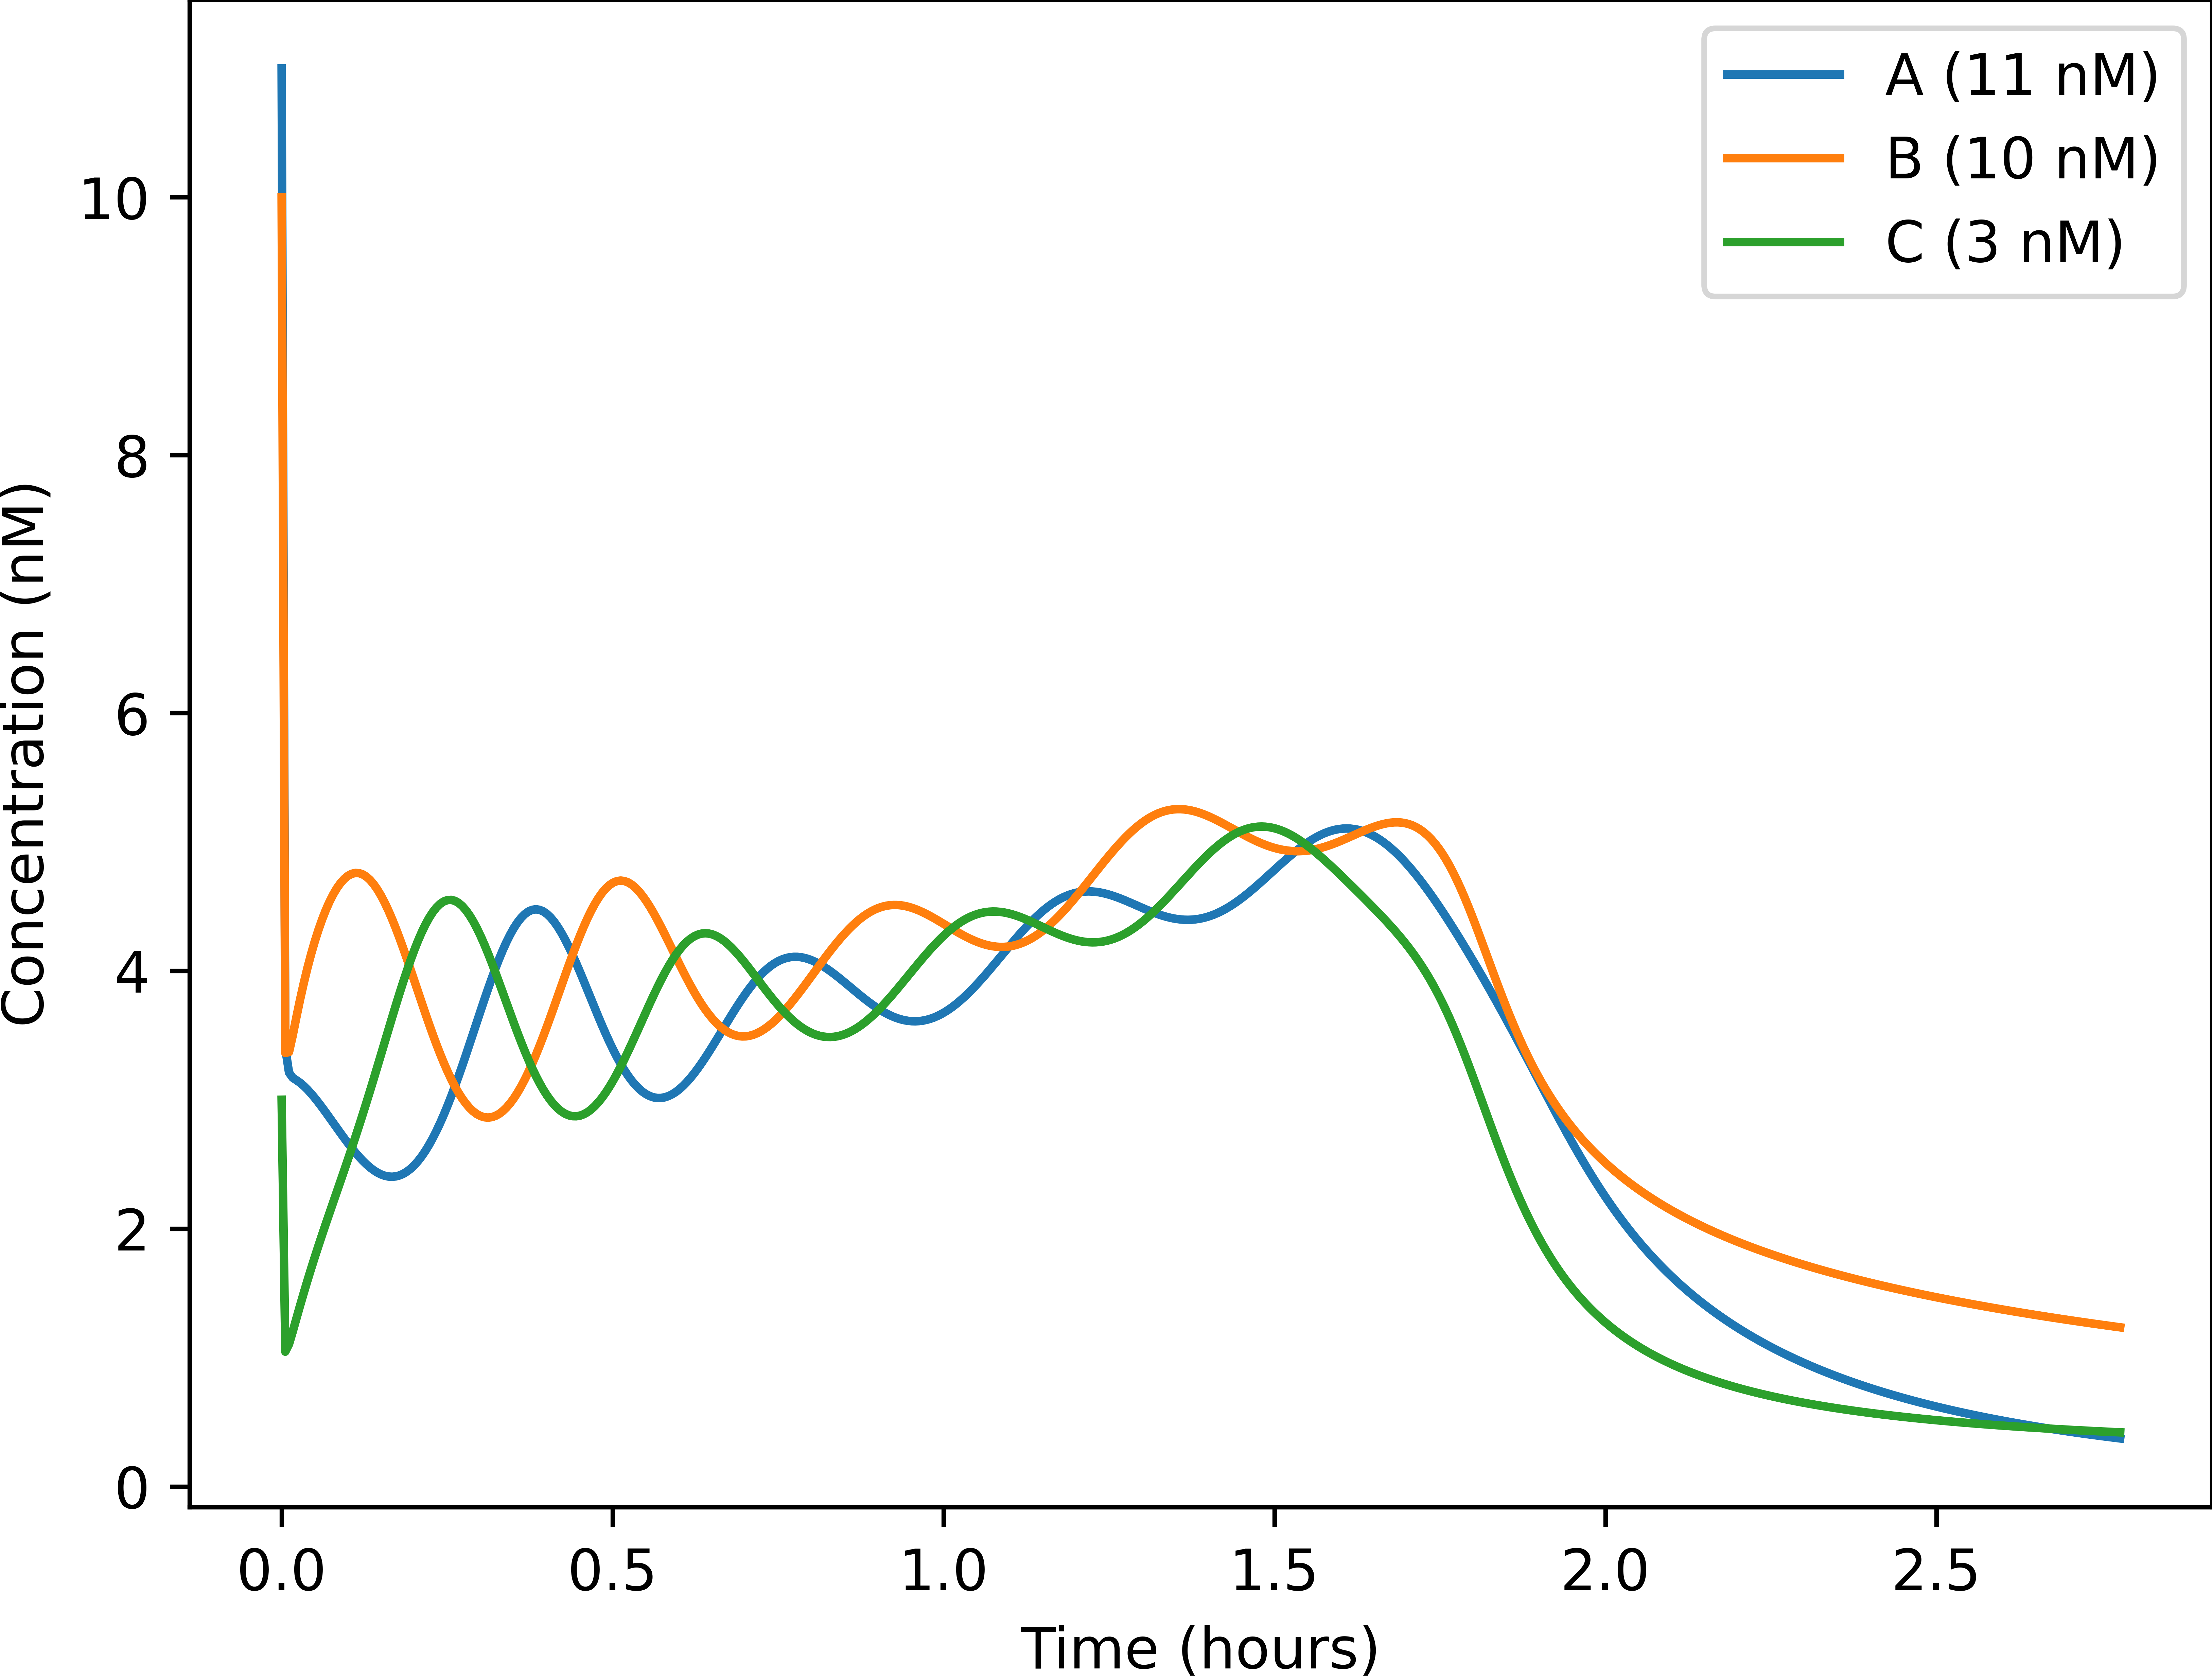 A (11 nM)
B (10 nM)
C (3 nM)
Concentration (nM)
10
8
6
4
2
0
0.0 0.5 1.0 1.5 2.0 2.5
Time (hours)